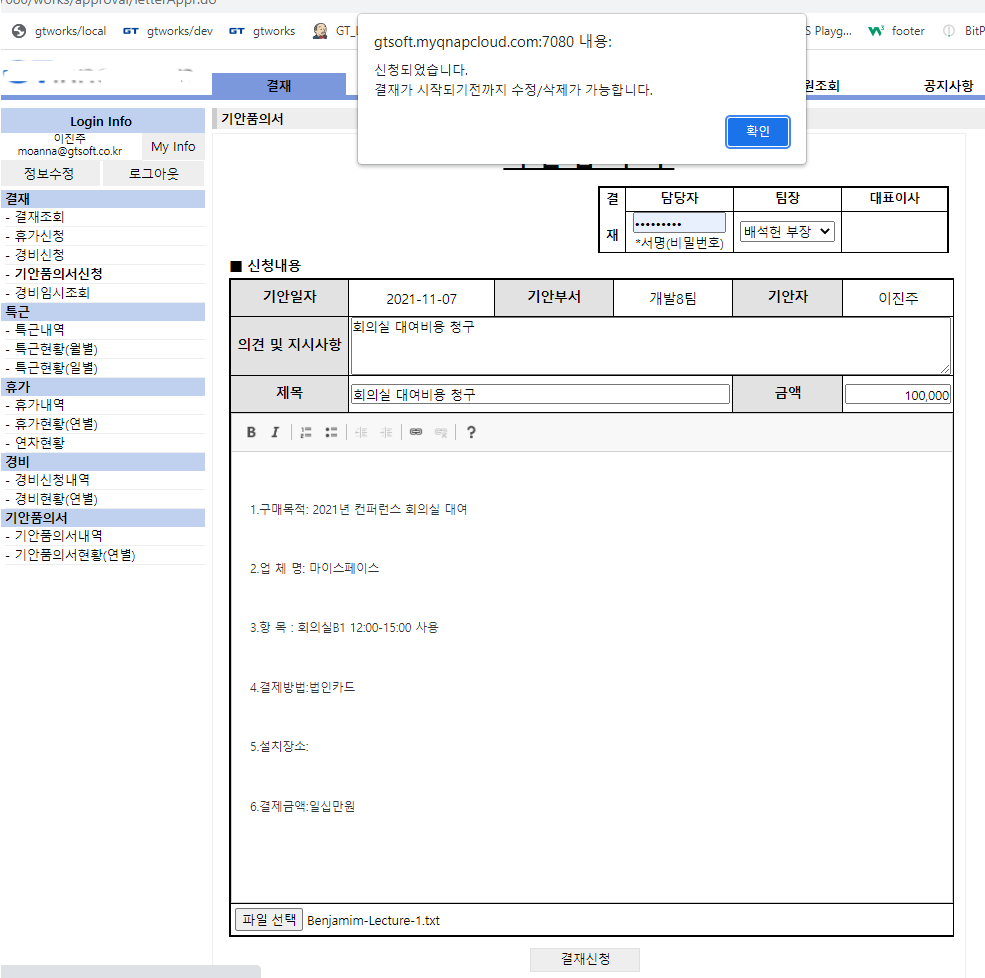 7080/works/approval/letterAppr.do
gtworks/local
GT gtworks/dev
GT gtworks
S Playg...
footer
BitP
gtsoft.myqnapcloud.com:7080 내용:
신청되었습니다.
결재가 시작되기전까지 수정/삭제가 가능합니다.
확인
결재
원조회
공지사항
Login Info
이진주
moanna@gtsoft.co.kr
My Info
정보수정
로그아웃
결재
- 결재조회
- 휴가신청
- 경비신청
- 기안품의서신청
- 경비임시조회
특근
- 특근내역
- 특근현황(월별)
- 특근현황(일별)
휴가
- 휴가내역
- 휴가현황(연별)
- 연차현황
경비
- 경비신청내역
- 경비현황(연별)
기안품의서
- 기안품의서내역
- 기안품의서현황(연별)
기안품의서
결재
담당자
팀장
대표이사
•••••••••
*서명(비밀번호)
배석헌 부장
■ 신청내용
기안일자 2021-11-07 기안부서 개발8팀 기안자 이진주
의견 및 지시사항 회의실 대여비용 청구
제목 회의실 대여비용 청구 금액 100,000
B I ?
1.구매목적: 2021년 컨퍼런스 회의실 대여
2.업 체 명: 마이스페이스
3.항 목 : 회의실B1 12:00-15:00 사용
4.결제방법:법인카드
5.설치장소:
6.결제금액:일십만원
파일 선택 Benjamim-Lecture-1.txt
결재신청